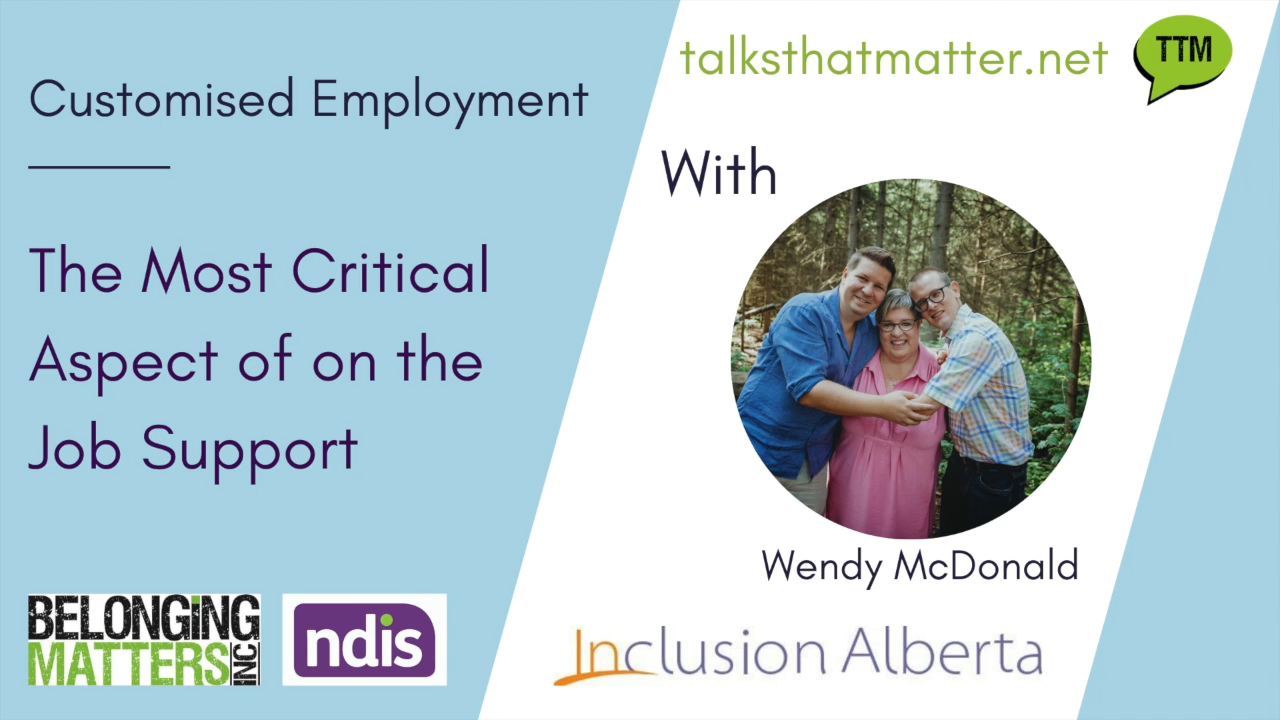 Customised Employment
The Most Critical
Aspect of on the
Job Support
BELONGiNG
MATTERS INC
ndis
talksthatmatter.net
TTM
With
Wendy McDonald
Inclusion Alberta